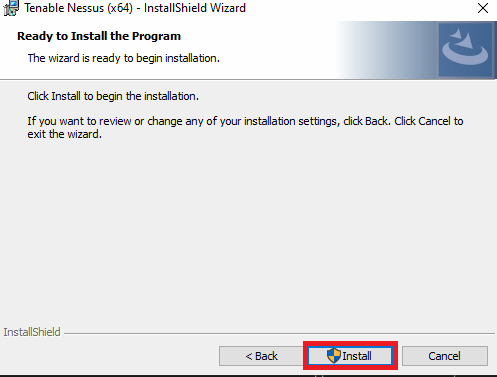 Tenable Nessus (x64) - InstallShield Wizard
Ready to Install the Program
The wizard is ready to begin installation.
Click Install to begin the installation.
If you want to review or change any of your installation settings, click Back. Click Cancel to
exit the wizard.
InstallShield
< Back
Install
Cancel